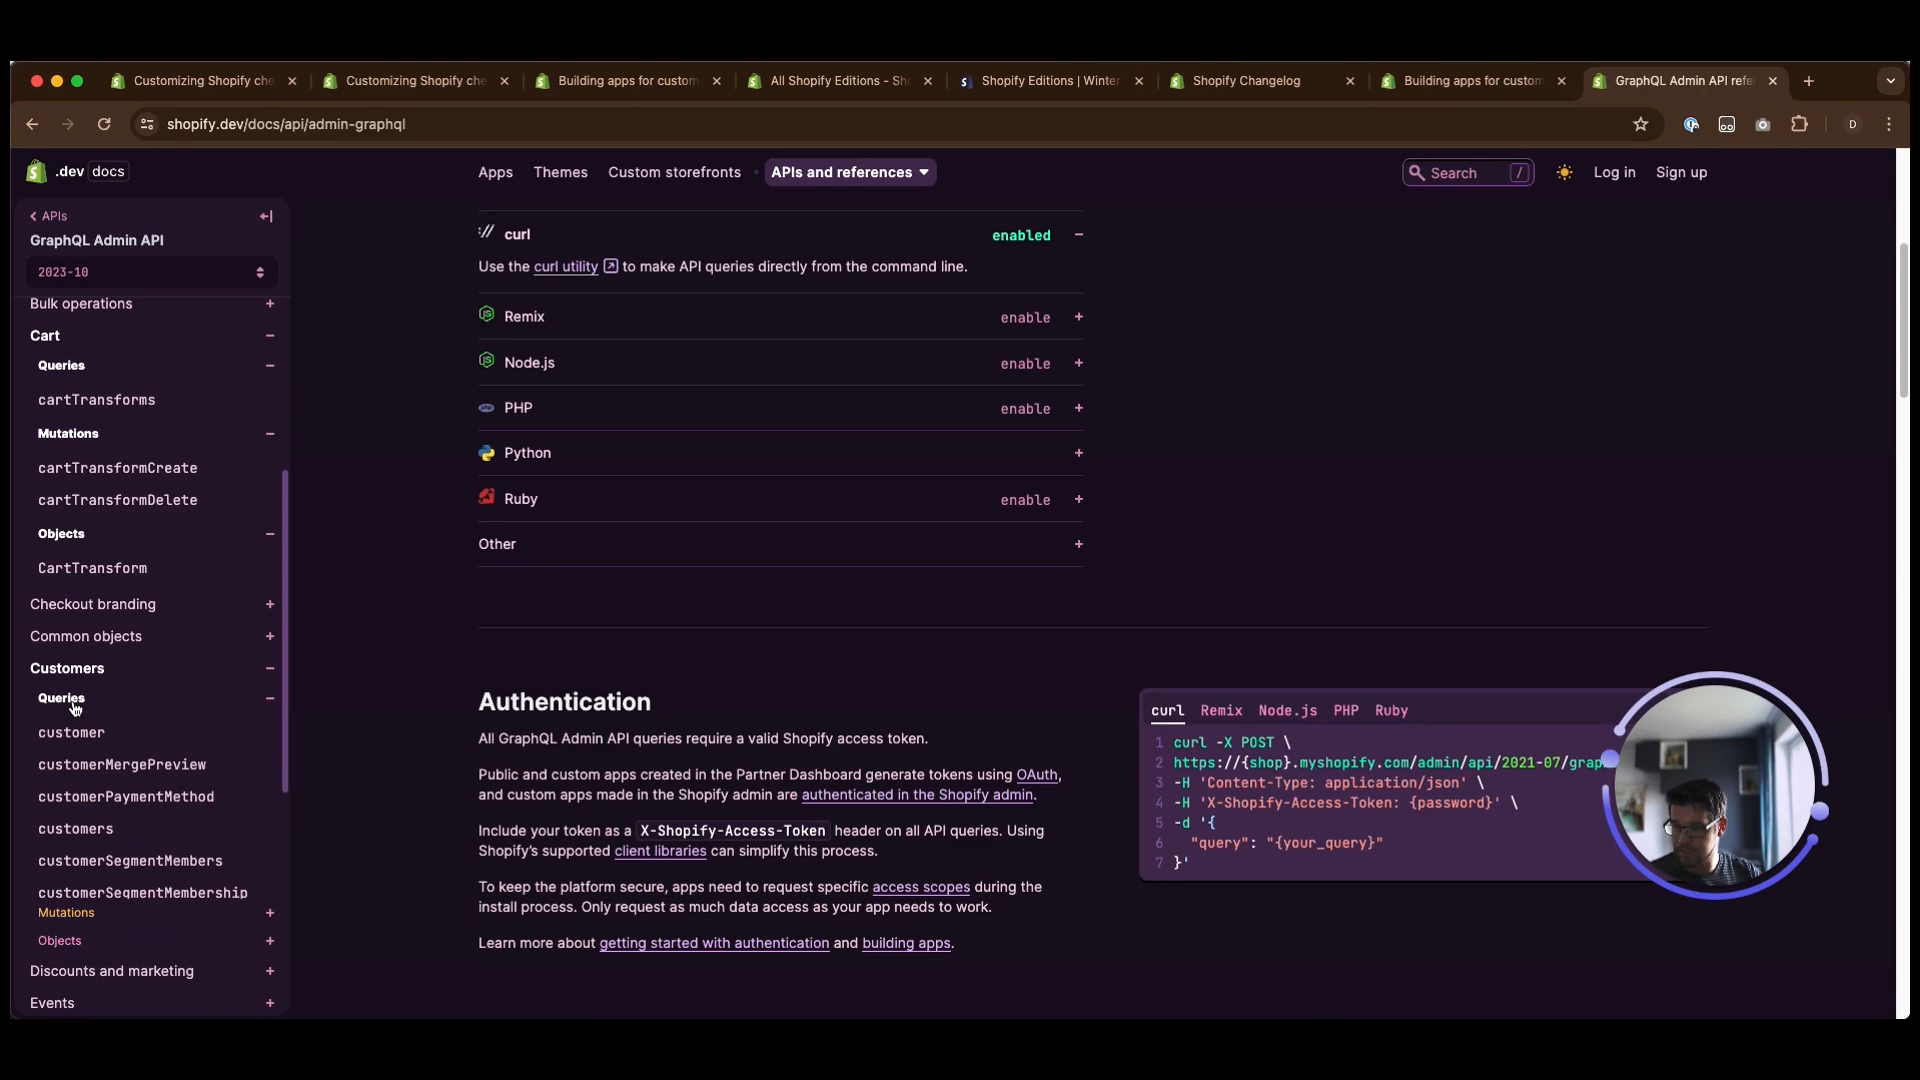 Customizing Shopify che
Customizing Shopify che
Building apps for custom
All Shopify Editions - Sh
Shopify Editions | Winter
Shopify Changelog
Building apps for custom
GraphQL Admin API refe
shopify.dev/docs/api/admin-graphql
D
.dev docs
Apps
Themes
Custom storefronts
APIs and references
Search /
Log in
Sign up
APIs
GraphQL Admin API
2023-10
Bulk operations +
Cart −
Queries −
cartTransforms
Mutations −
cartTransformCreate
cartTransformDelete
Objects −
CartTransform
Checkout branding +
Common objects +
Customers −
Queries −
customer
customerMergePreview
customerPaymentMethod
customers
customerSegmentMembers
customerSegmentMembership
Mutations +
Objects +
Discounts and marketing +
Events +
:// curl enabled −
Use the curl utility to make API queries directly from the command line.
Remix enable +
Node.js enable +
php PHP enable +
Python +
Ruby enable +
Other +
Authentication
All GraphQL Admin API queries require a valid Shopify access token.
Public and custom apps created in the Partner Dashboard generate tokens using OAuth,
and custom apps made in the Shopify admin are authenticated in the Shopify admin.
Include your token as a X-Shopify-Access-Token header on all API queries. Using
Shopify's supported client libraries can simplify this process.
To keep the platform secure, apps need to request specific access scopes during the
install process. Only request as much data access as your app needs to work.
Learn more about getting started with authentication and building apps.
curl Remix Node.js PHP Ruby
1 curl -X POST \
2 https://{shop}.myshopify.com/admin/api/2021-07/grap
3 -H 'Content-Type: application/json' \
4 -H 'X-Shopify-Access-Token: {password}' \
5 -d '{
6 "query": "{your_query}"
7 }'